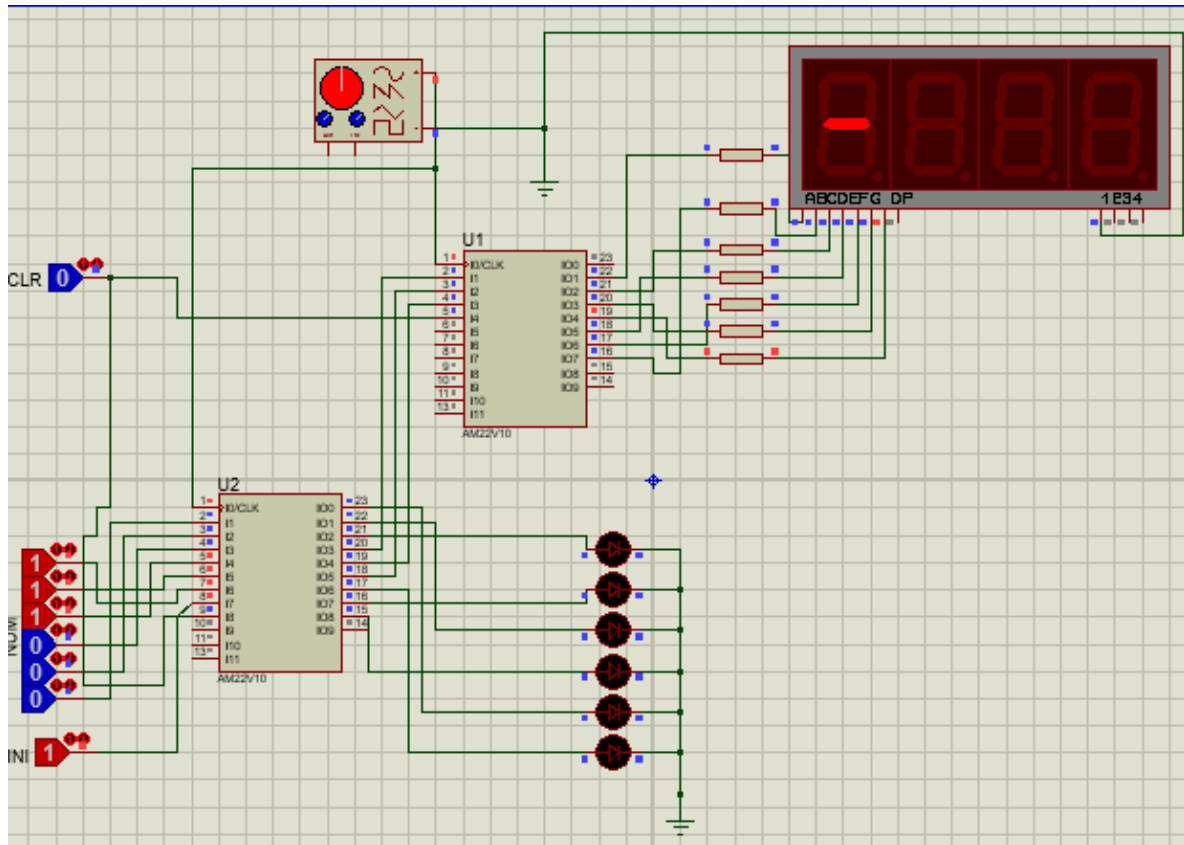 ABCDEFG DP
1234
U1
1 I0/CLK IO0 23
2 I1 IO1 22
3 I2 IO2 21
4 I3 IO3 20
5 I4 IO4 19
6 I5 IO5 18
7 I6 IO6 17
8 I7 IO7 16
9 I8 IO8 15
10 I9 IO9 14
11 I10
13 I11
AM22V10
CLR 0
U2
1 I0/CLK IO0 23
2 I1 IO1 22
3 I2 IO2 21
4 I3 IO3 20
5 I4 IO4 19
6 I5 IO5 18
7 I6 IO6 17
8 I7 IO7 16
9 I8 IO8 15
10 I9 IO9 14
11 I10
13 I11
AM22V10
NUM
1
1
1
0
0
0
INI 1